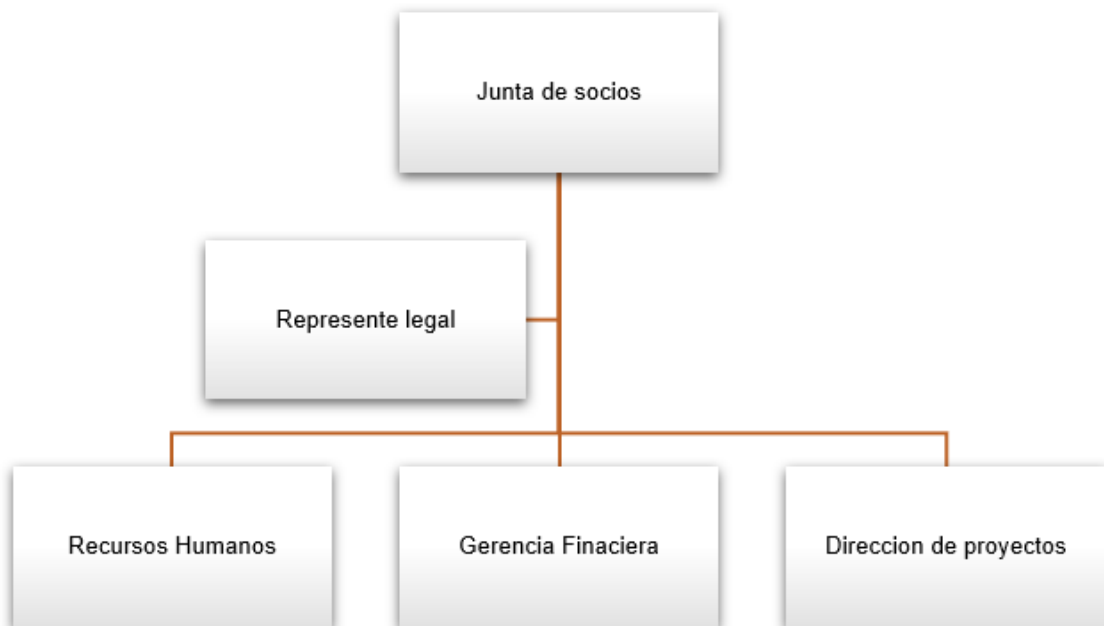 Junta de socios
Represente legal
Recursos Humanos
Gerencia Finaciera
Direccion de proyectos